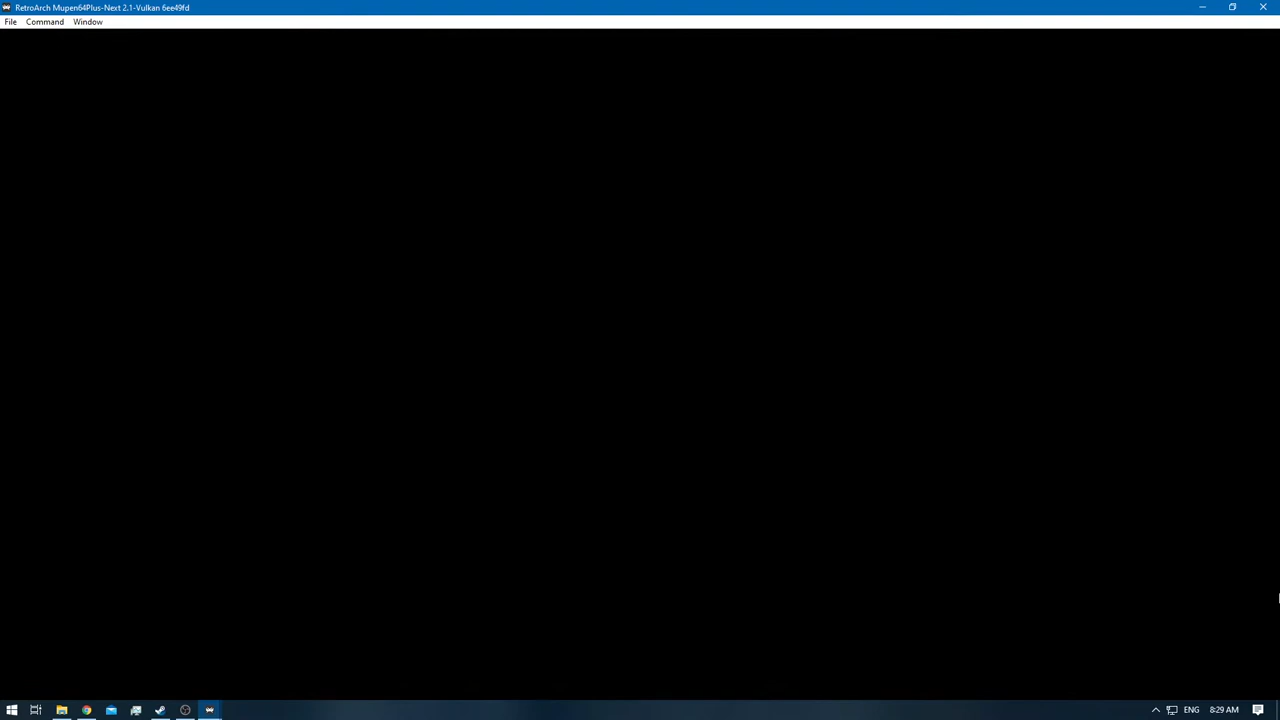 RetroArch Mupen64Plus-Next 2.1-Vulkan 6ee49fd
File Command Window
ENG 8:29 AM